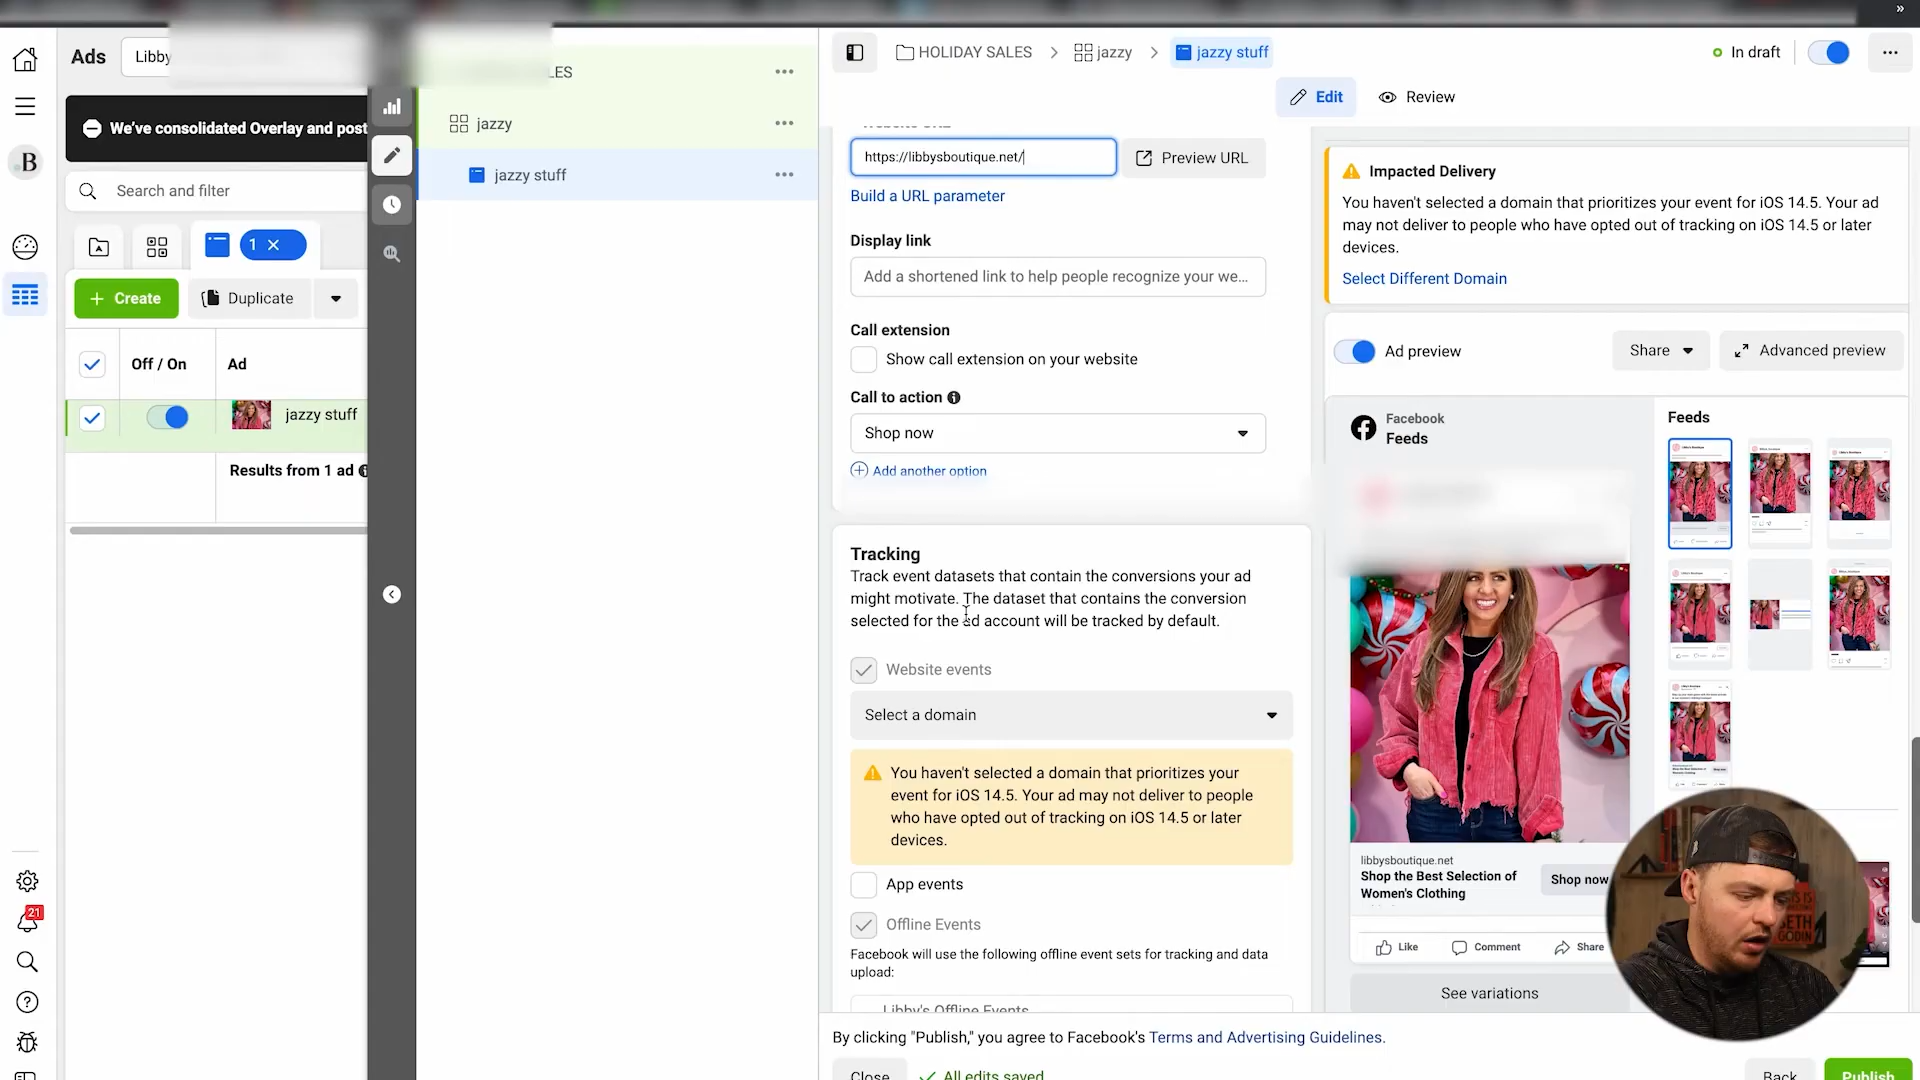 »
Ads
Libby
LES
HOLIDAY SALES
jazzy
jazzy stuff
In draft
Edit
Review
We've consolidated Overlay and post
B
Search and filter
1
Create
Duplicate
Off / On
Ad
jazzy stuff
Results from 1 ad
jazzy
jazzy stuff
21
https://libbysboutique.net/
Preview URL
Build a URL parameter
Display link
Add a shortened link to help people recognize your we...
Call extension
Show call extension on your website
Call to action
Shop now
Add another option
Tracking
Track event datasets that contain the conversions your ad
might motivate. The dataset that contains the conversion
selected for the ad account will be tracked by default.
Website events
Select a domain
You haven't selected a domain that prioritizes your
event for iOS 14.5. Your ad may not deliver to people
who have opted out of tracking on iOS 14.5 or later
devices.
App events
Offline Events
Facebook will use the following offline event sets for tracking and data
upload:
Libby's Offline Events
By clicking "Publish," you agree to Facebook's Terms and Advertising Guidelines.
Close
All edits saved
Back
Publish
Impacted Delivery
You haven't selected a domain that prioritizes your event for iOS 14.5. Your ad
may not deliver to people who have opted out of tracking on iOS 14.5 or later
devices.
Select Different Domain
Ad preview
Share
Advanced preview
Facebook
Feeds
Feeds
libbysboutique.net
Shop the Best Selection of
Women's Clothing
Shop now
Like
Comment
Share
See variations
SETH
GODIN